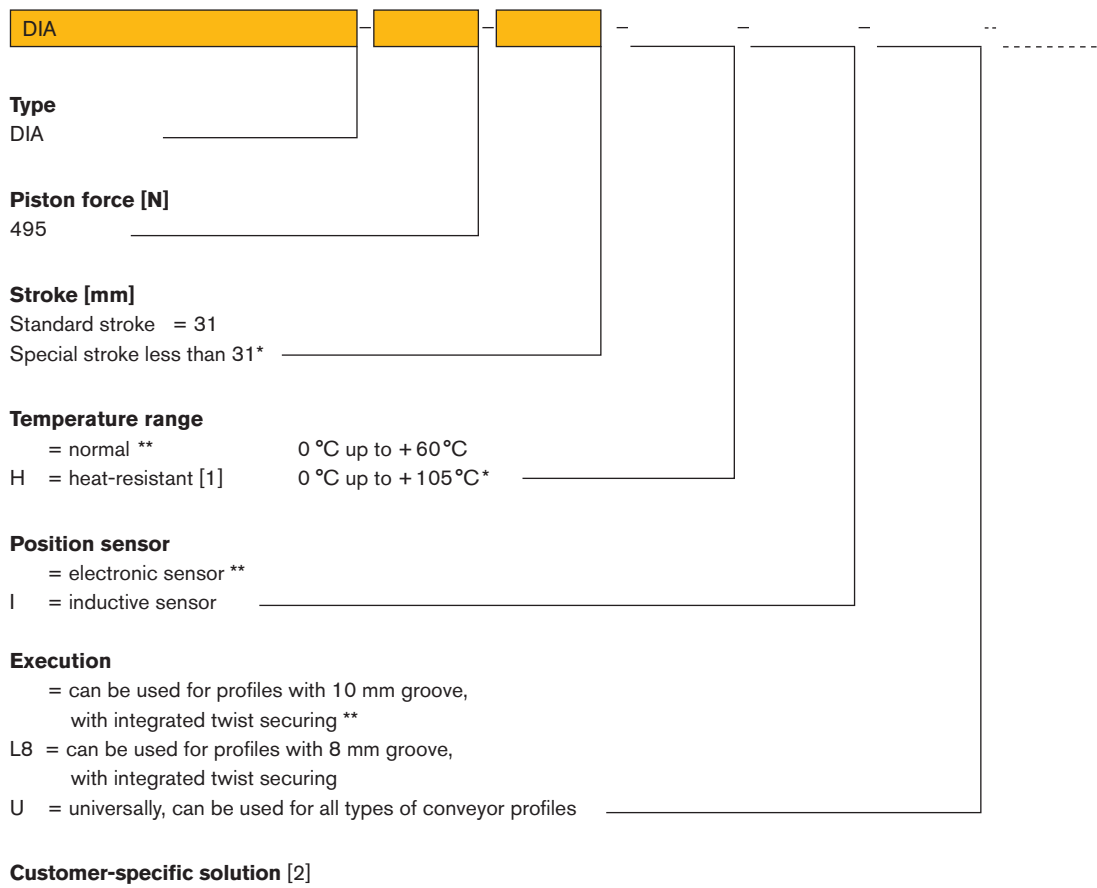 DIA – – – – – --
Type
DIA
Piston force [N]
495
Stroke [mm]
Standard stroke = 31
Special stroke less than 31*
Temperature range
= normal ** 0 °C up to +60°C
H = heat-resistant [1] 0 °C up to +105°C*
Position sensor
= electronic sensor **
I = inductive sensor
Execution
= can be used for profiles with 10 mm groove,
with integrated twist securing **
L8 = can be used for profiles with 8 mm groove,
with integrated twist securing
U = universally, can be used for all types of conveyor profiles
Customer-specific solution [2]